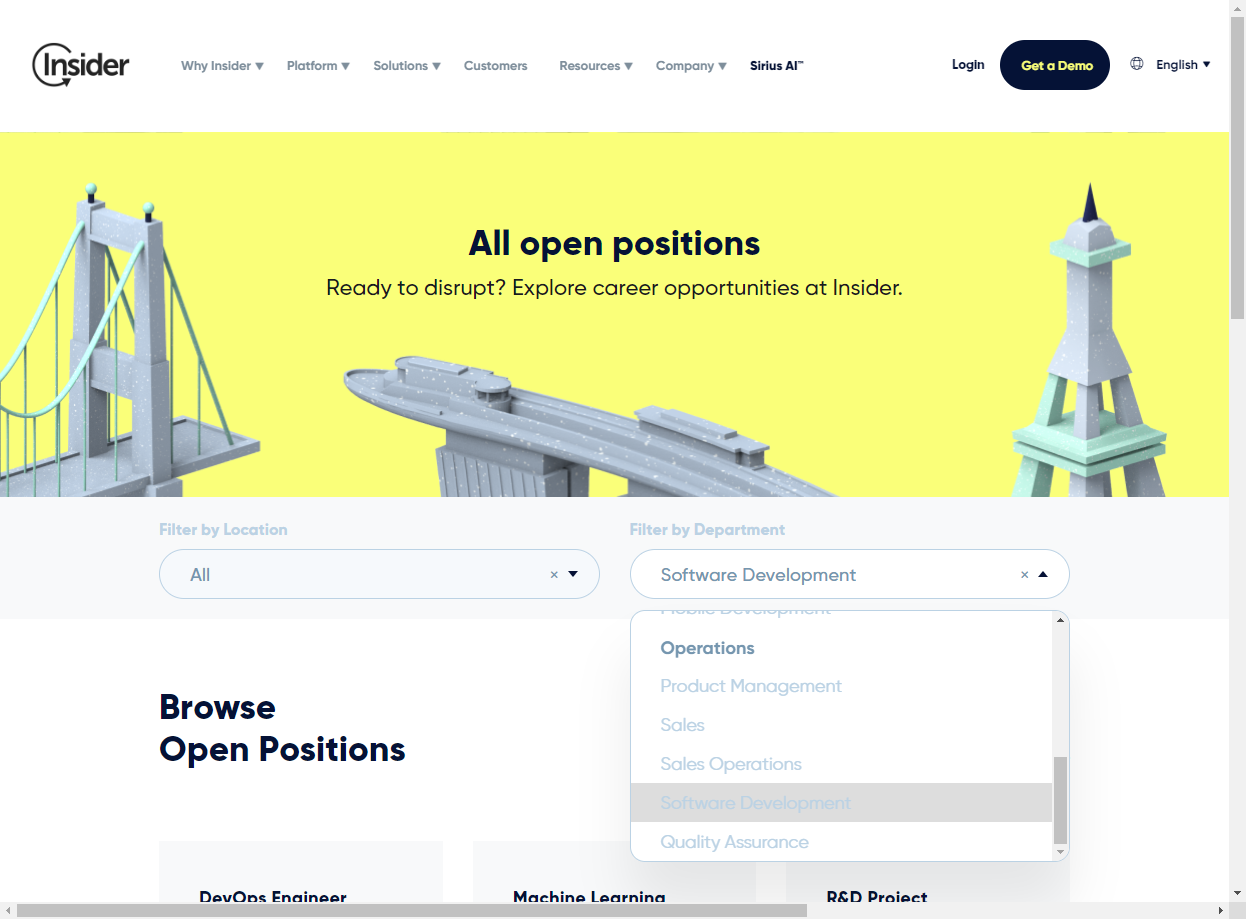 Insider
Why Insider ▼ Platform ▼ Solutions ▼ Customers Resources ▼ Company ▼ Sirius AI™ Login Get a Demo English ▼
All open positions
Ready to disrupt? Explore career opportunities at Insider.
Filter by Location
All ×
Filter by Department
Software Development ×
Mobile Development
Operations
Product Management
Sales
Sales Operations
Software Development
Quality Assurance
Browse
Open Positions
DevOps Engineer
Machine Learning
R&D Project